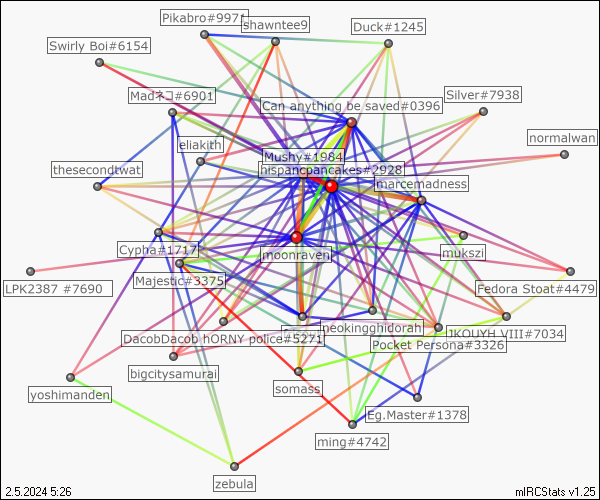 Pikabro#9971
shawntee9
Duck#1245
Swirly Boi#6154
Madネコ#6901
Can anything be saved#0396
Silver#7938
normalwan
eliakith
Mushy#1984
hispancpancakes#2928
thesecondtwat
marcemadness
Cypha#1717
moonraven
mukszi
LPK2387 #7690
Majestic#3375
Fedora Stoat#4479
DacobDacob hORNY police#5271
neokingghidorah
JKOUYH VIII#7034
Pocket Persona#3326
bigcitysamurai
somass
yoshimanden
Eg.Master#1378
ming#4742
zebula
2.5.2024 5:26
mIRCStats v1.25